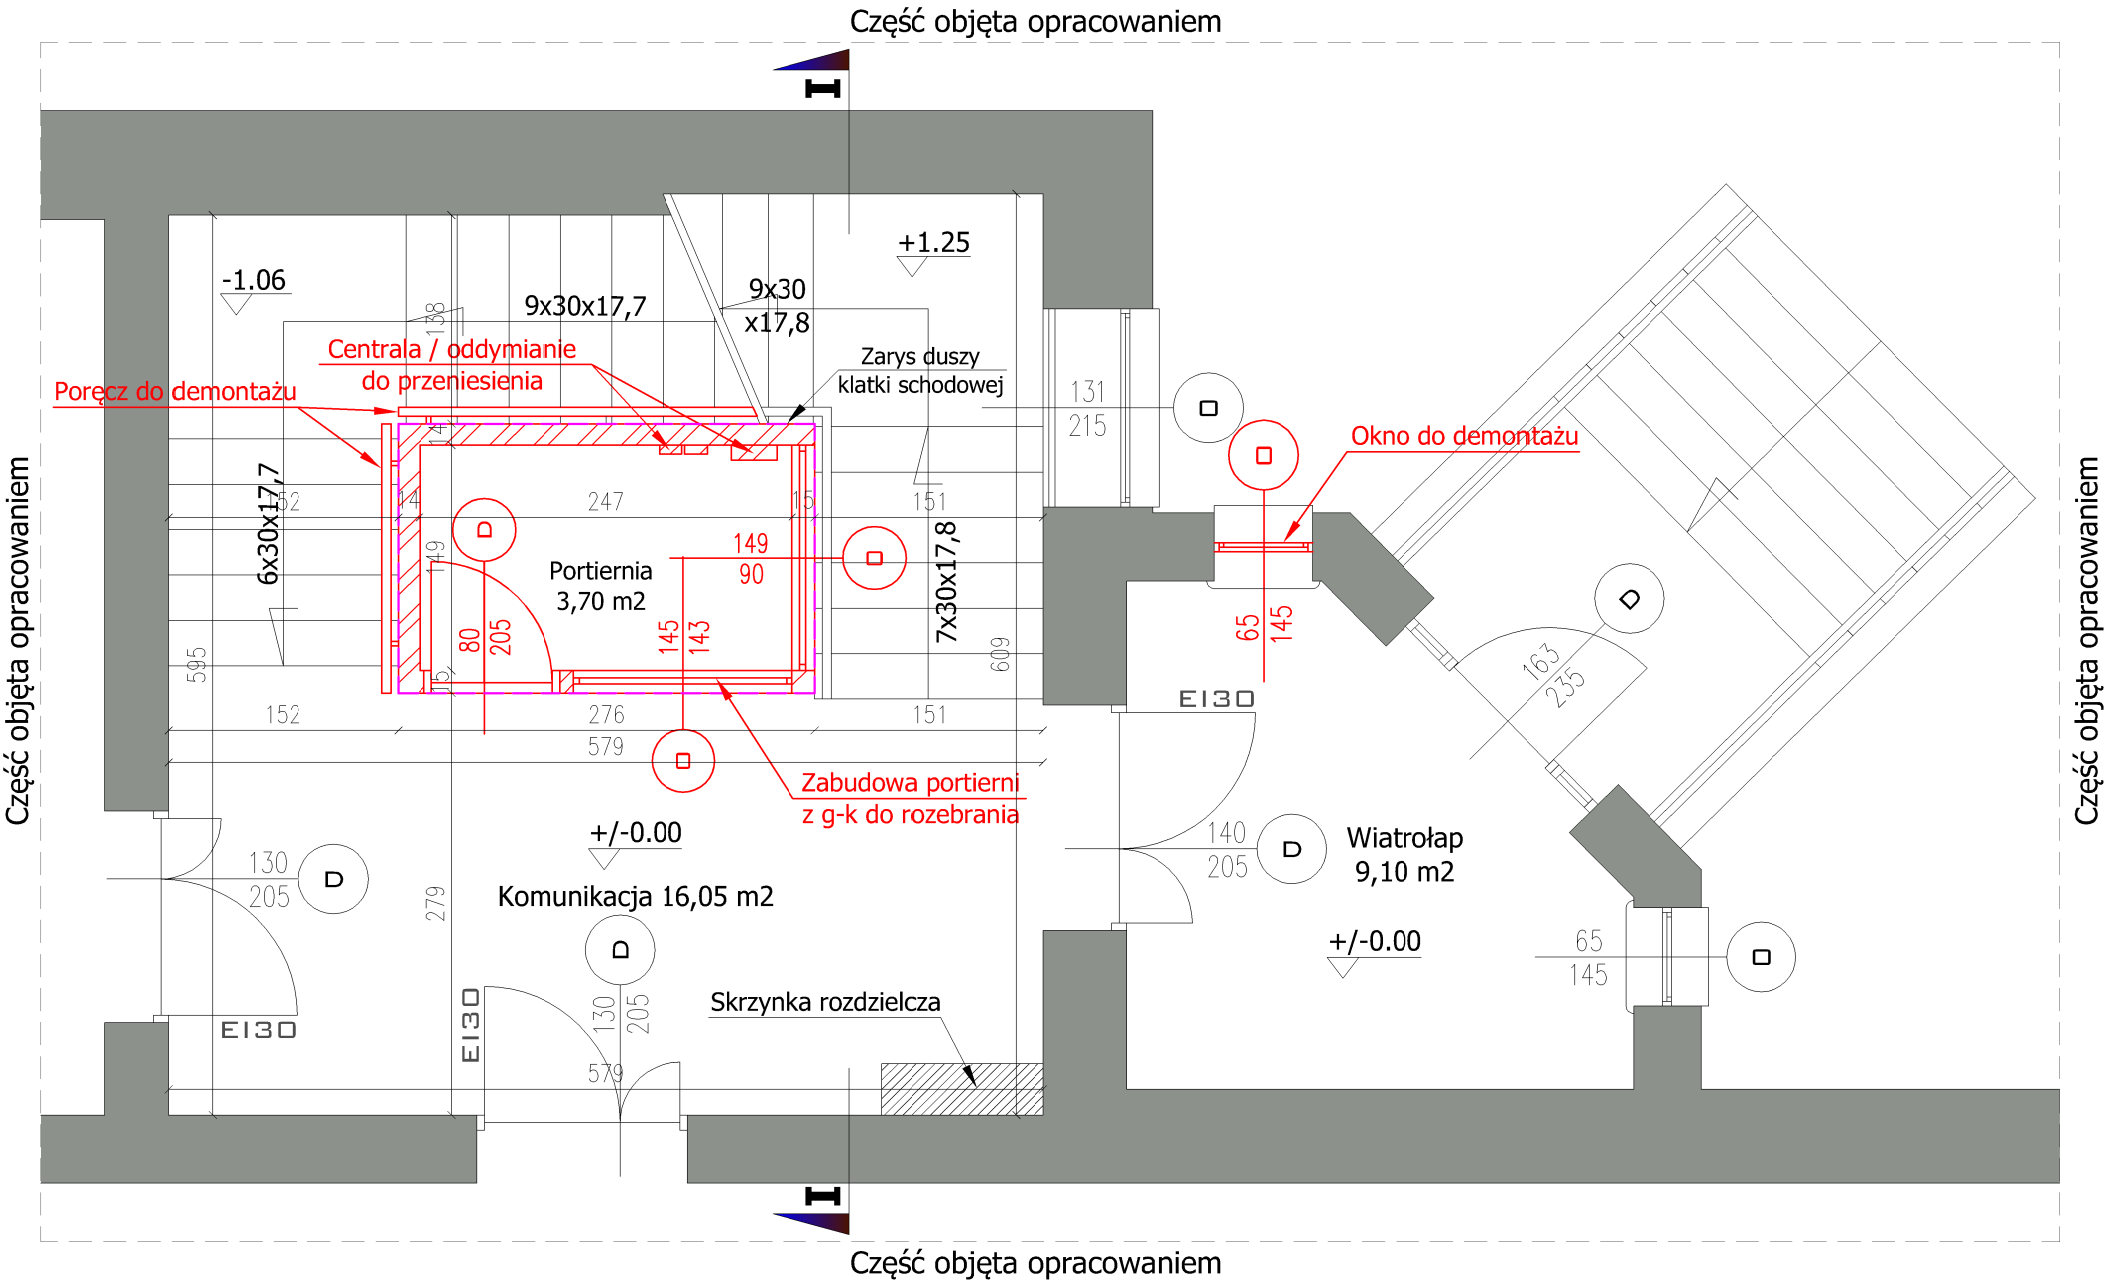 Część objęta opracowaniem
I
+1.25
-1.06
9x30
x17,8
9x30x17,7
138
Centrala / oddymianie
do przeniesienia
Zarys duszy
klatki schodowej
Poręcz do demontażu
131
215
O
O
Okno do demontażu
14
6x30x17,7
152
14
247
15
151
7x30x17,8
D
149
149
90
O
Portiernia
3,70 m2
80
205
145
143
65
145
D
163
235
595
609
15
EI30
152
276
151
579
O
Zabudowa portierni
z g-k do rozebrania
Część objęta opracowaniem
Część objęta opracowaniem
+/-0.00
130
205
D
279
Komunikacja 16,05 m2
140
205
D
Wiatrołap
9,10 m2
+/-0.00
65
145
O
D
130
205
EI30
EI30
Skrzynka rozdzielcza
579
I
Część objęta opracowaniem